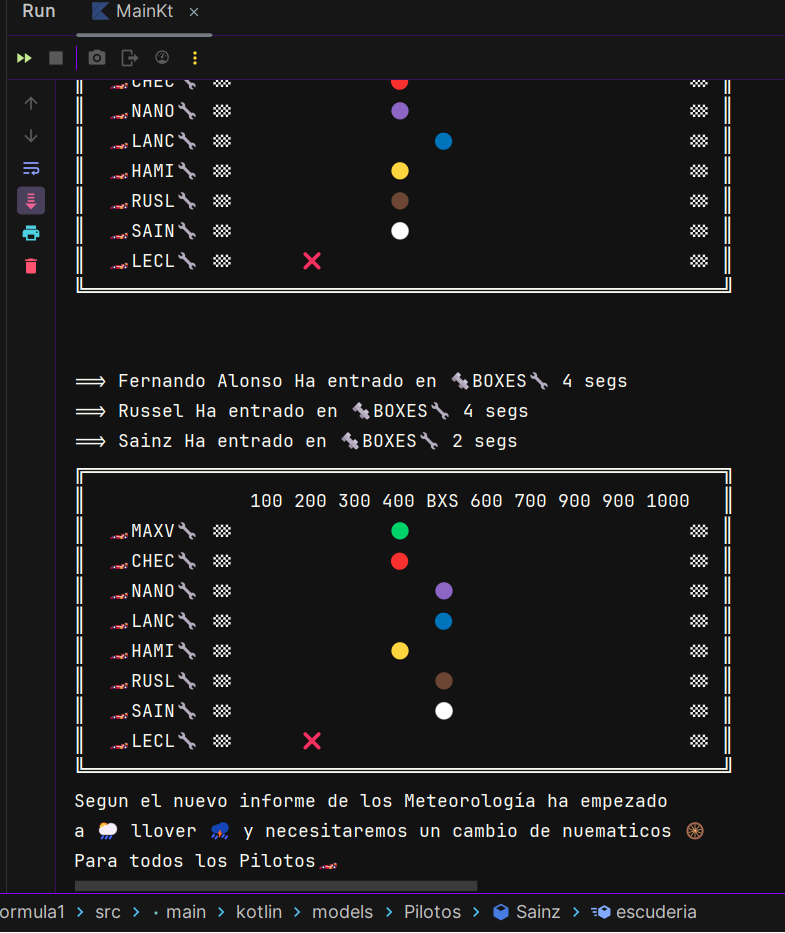 Run MainKt ×
CHEC
NANO
LANC
HAMI
RUSL
SAIN
LECL
==> Fernando Alonso Ha entrado en BOXES 4 segs
==> Russel Ha entrado en BOXES 4 segs
==> Sainz Ha entrado en BOXES 2 segs
100 200 300 400 BXS 600 700 900 900 1000
MAXV
CHEC
NANO
LANC
HAMI
RUSL
SAIN
LECL
Segun el nuevo informe de los Meteorología ha empezado
a llover y necesitaremos un cambio de nuematicos
Para todos los Pilotos
ormula1 > src > main > kotlin > models > Pilotos > Sainz > escuderia